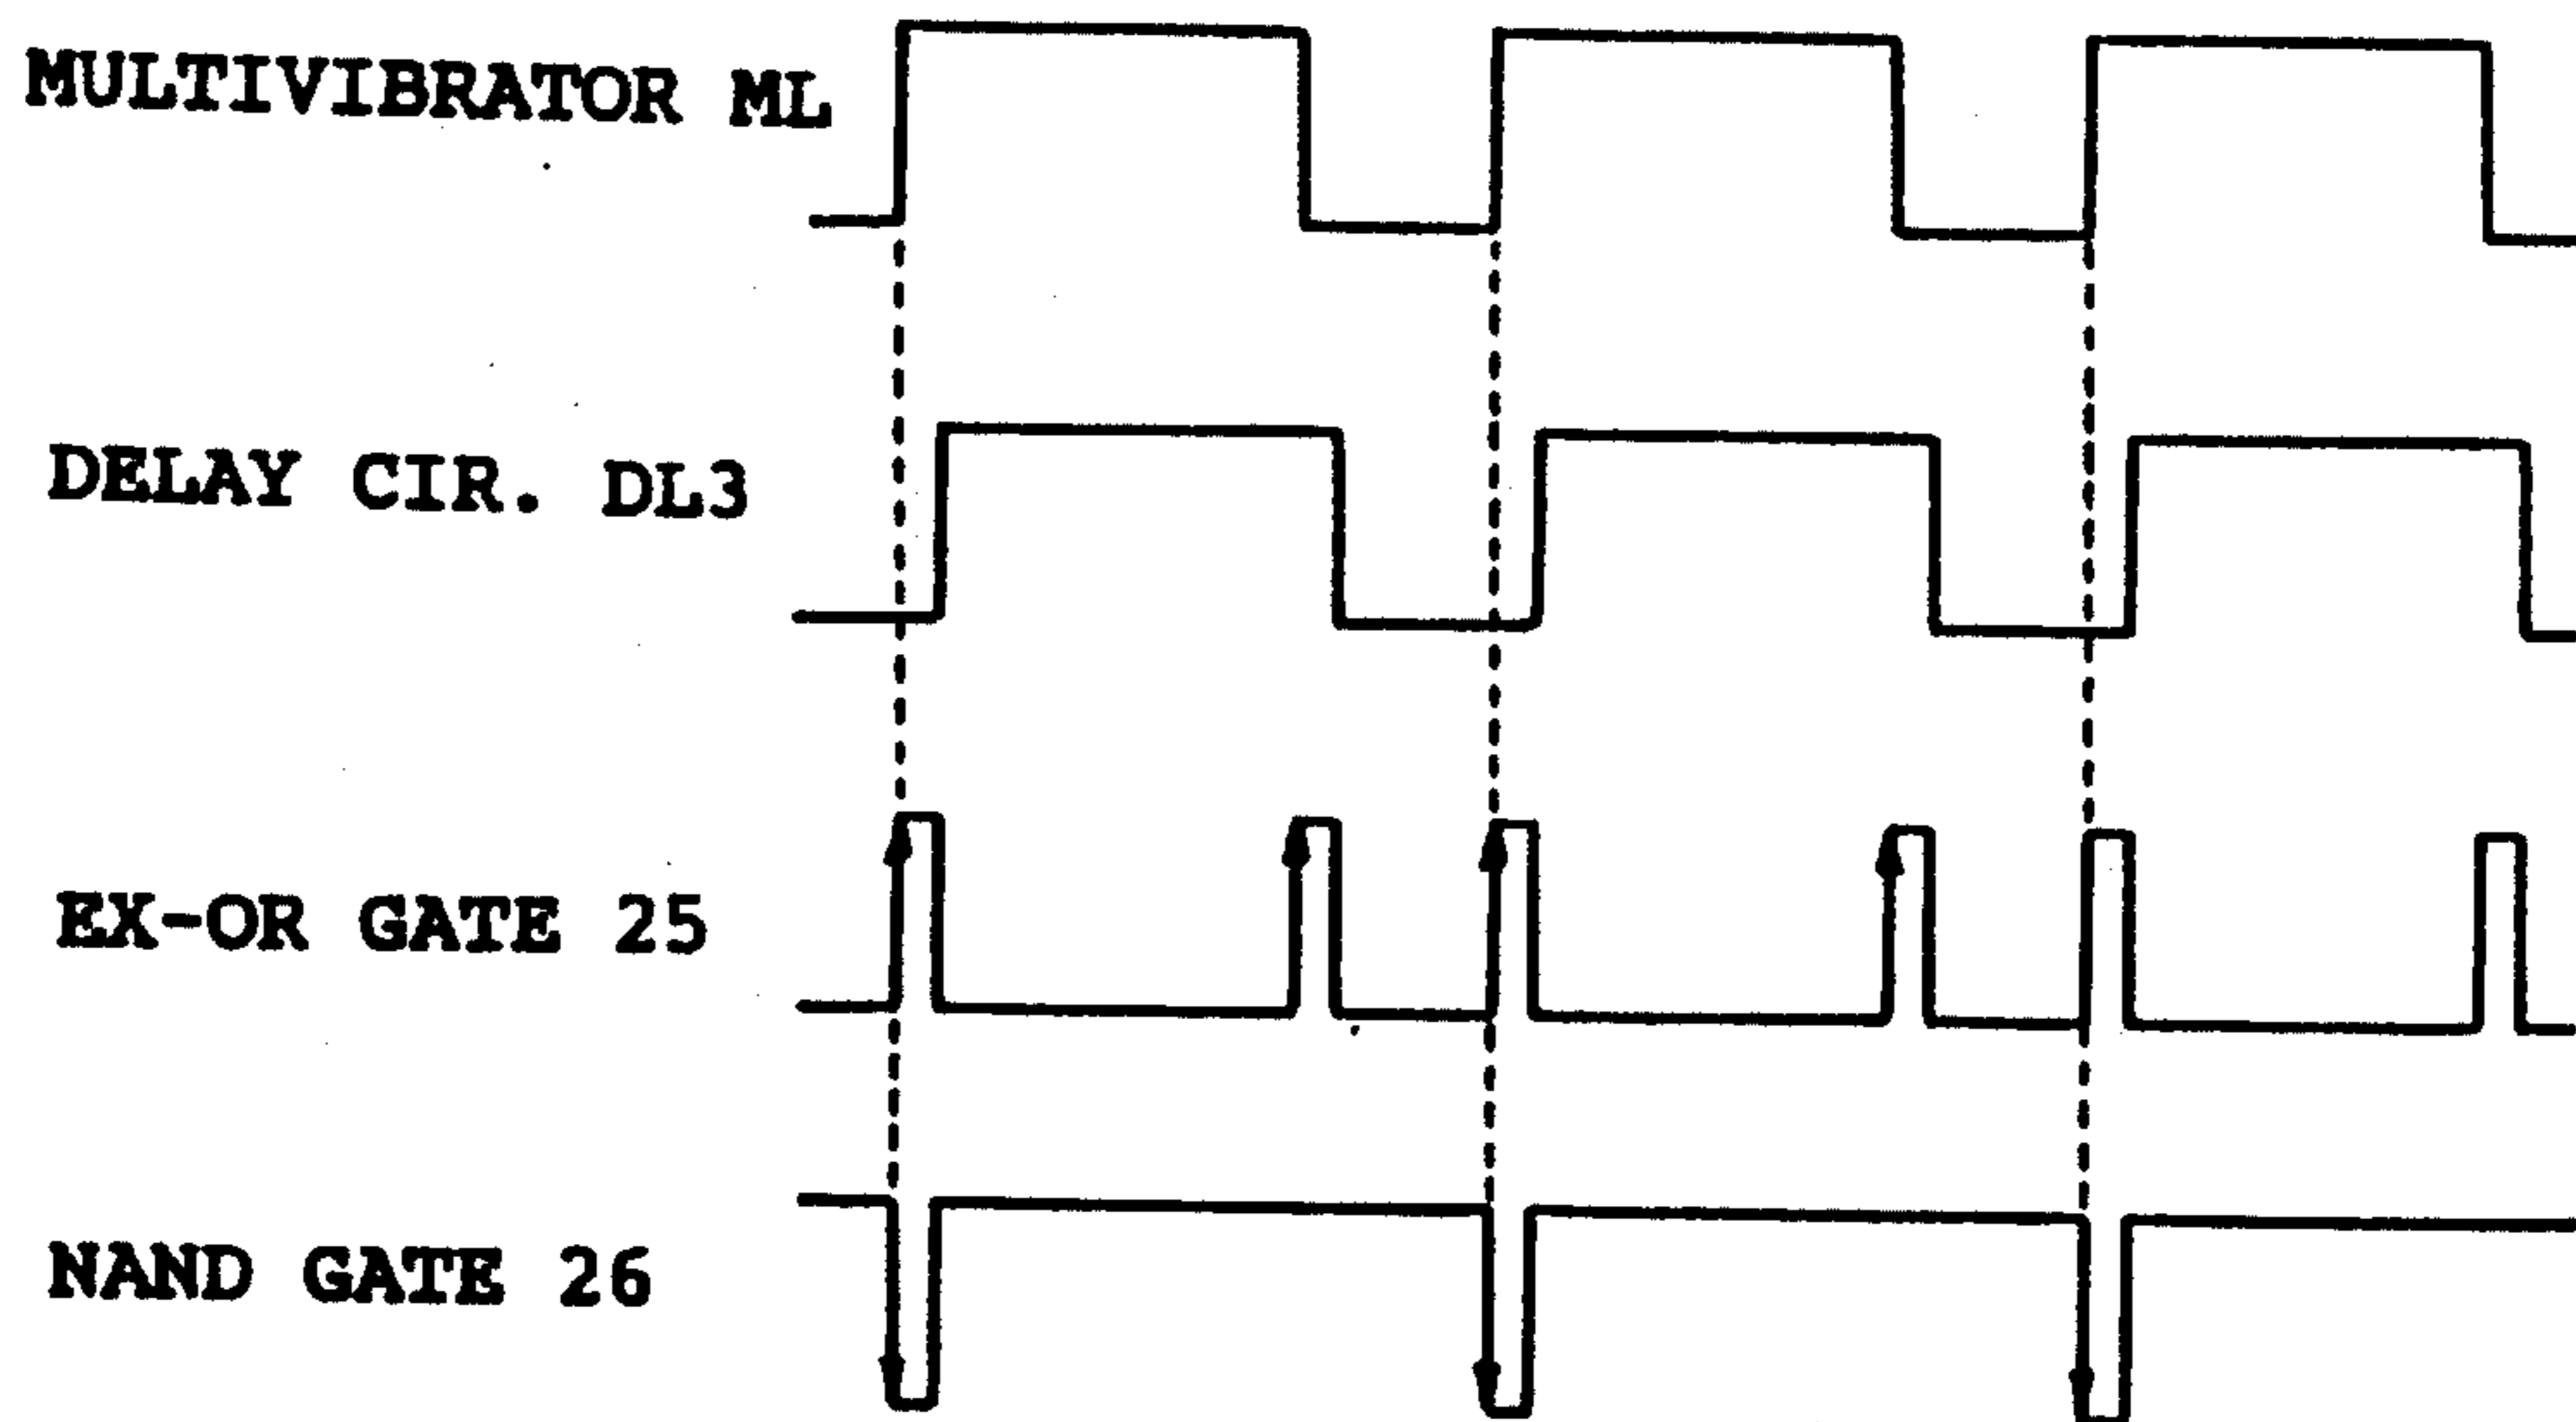 MULTIVIBRATOR ML
DELAY CIR. DL3
EX-OR GATE 25
NAND GATE 26